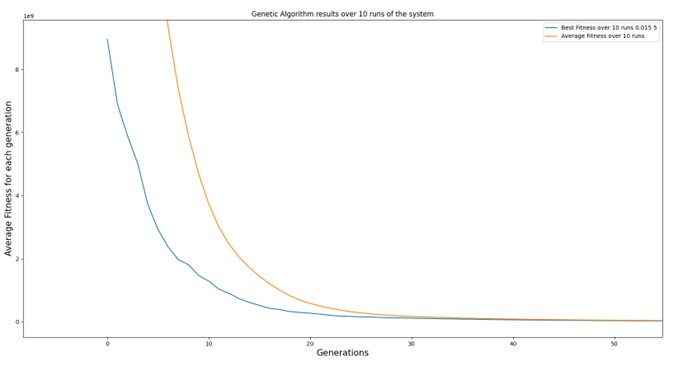 Genetic Algorithm results over 10 runs of the system
1e9
Best Fitness over 10 runs 0.015 5
Average Fitness over 10 runs
8
6
4
2
0
Average Fitness for each generation
0 10 20 30 40 50
Generations